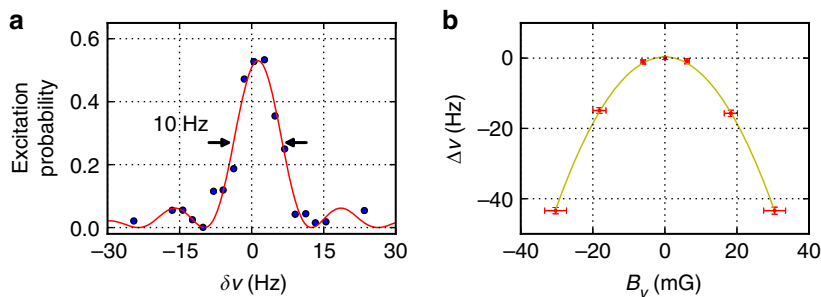 a
0.6
0.4
0.2
0.0
Excitation
probability
10 Hz
−30
−15
0
15
30
δν (Hz)
b
0
−20
−40
Δν (Hz)
−40
−20
0
20
40
Bᵥ (mG)